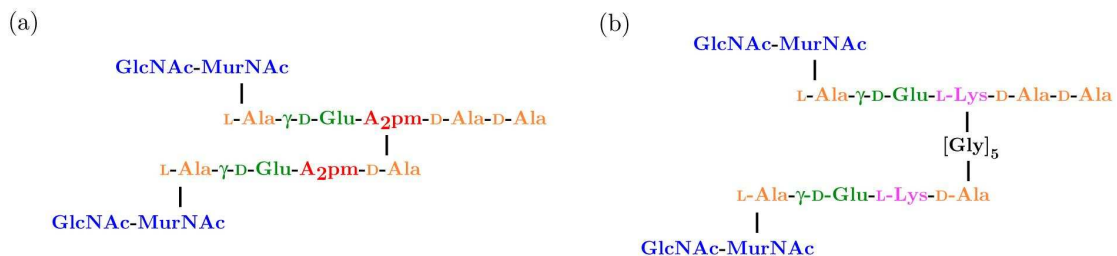 (a)
GlcNAc-MurNAc
L-Ala-γ-D-Glu-A₂pm-D-Ala-D-Ala
L-Ala-γ-D-Glu-A₂pm-D-Ala
GlcNAc-MurNAc
(b)
GlcNAc-MurNAc
L-Ala-γ-D-Glu-L-Lys-D-Ala-D-Ala
[Gly]₅
L-Ala-γ-D-Glu-L-Lys-D-Ala
GlcNAc-MurNAc